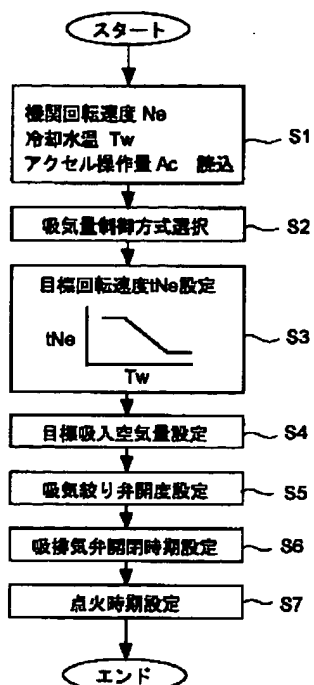 スタート
機関回転速度 Ne
冷却水温 Tw
アクセル操作量 Ac 読込
S1
吸気量制御方式選択
S2
目標回転速度tNe設定
tNe
Tw
S3
目標吸入空気量設定
S4
吸気絞り弁開度設定
S5
吸排気弁開閉時期設定
S6
点火時期設定
S7
エンド